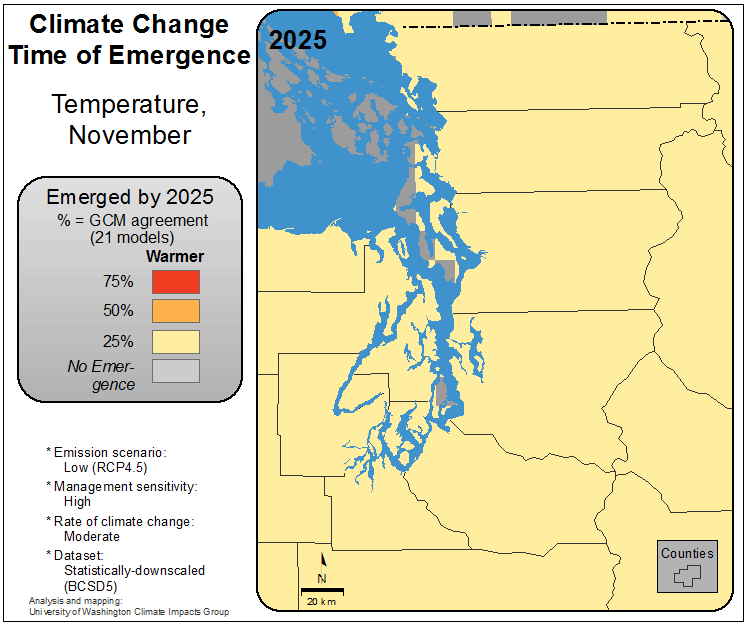 Climate Change
Time of Emergence
Temperature,
November
Emerged by 2025
% = GCM agreement
(21 models)
Warmer
75%
50%
25%
No Emer-
gence
* Emission scenario:
Low (RCP4.5)
* Management sensitivity:
High
* Rate of climate change:
Moderate
* Dataset:
Statistically-downscaled
(BCSD5)
Analysis and mapping:
University of Washington Climate Impacts Group
2025
N
20 km
Counties